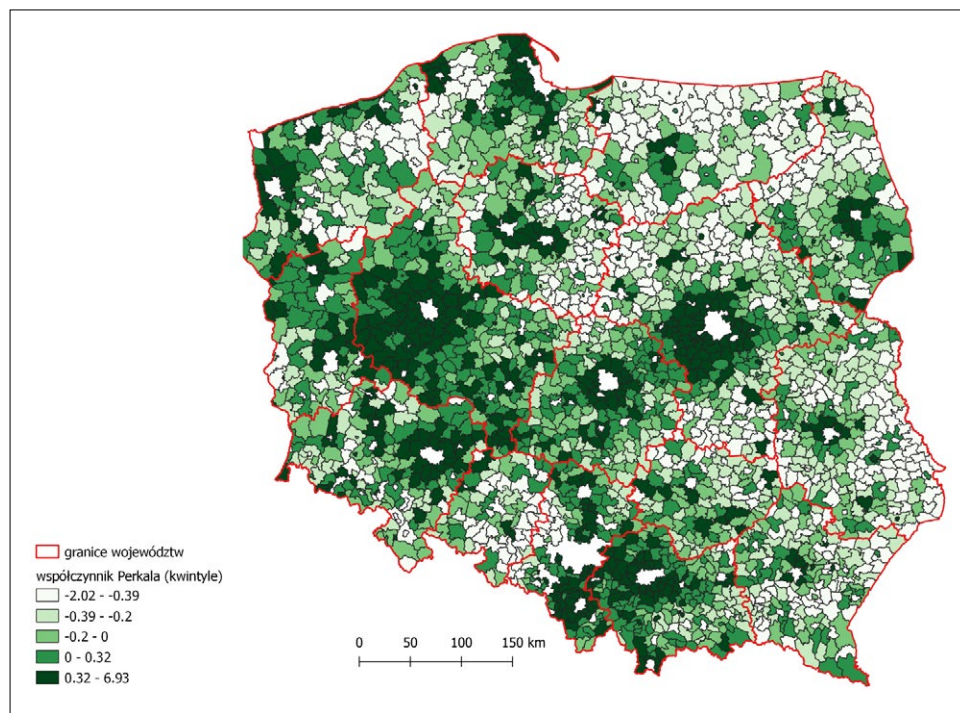 granice województw
współczynnik Perkala (kwintyle)
-2.02 - -0.39
-0.39 - -0.2
-0.2 - 0
0 - 0.32
0.32 - 6.93
0 50 100 150 km